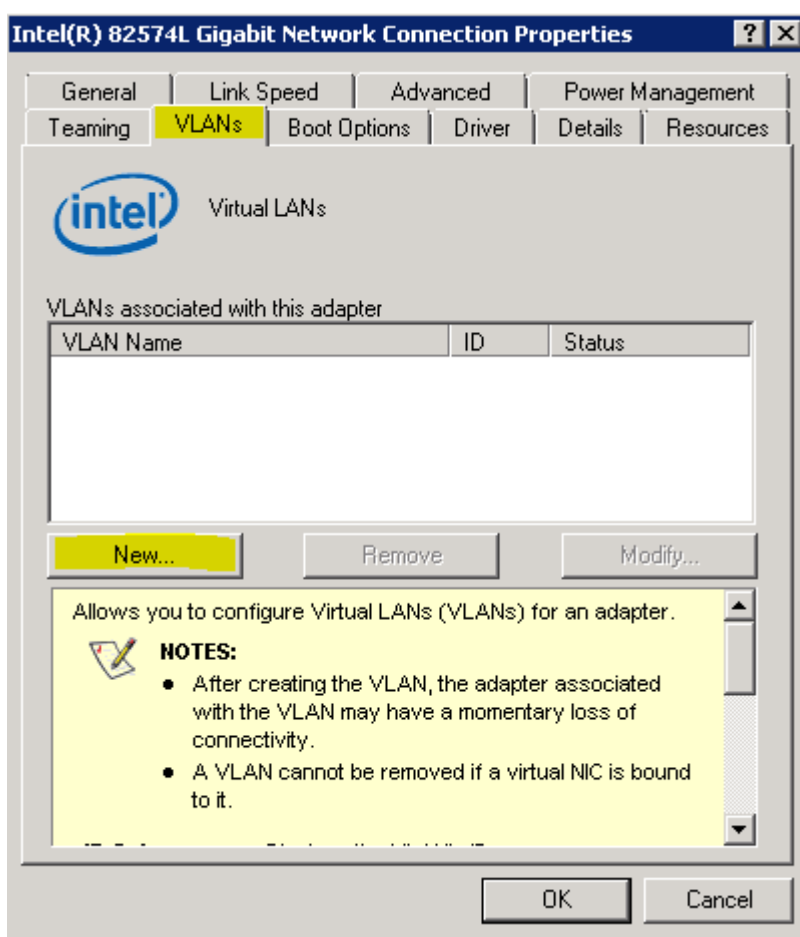 Intel(R) 82574L Gigabit Network Connection Properties
General Link Speed Advanced Power Management
Teaming VLANs Boot Options Driver Details Resources
intel Virtual LANs
VLANs associated with this adapter
VLAN Name ID Status
New... Remove Modify...
Allows you to configure Virtual LANs (VLANs) for an adapter.
NOTES:
● After creating the VLAN, the adapter associated
with the VLAN may have a momentary loss of
connectivity.
● A VLAN cannot be removed if a virtual NIC is bound
to it.
OK Cancel